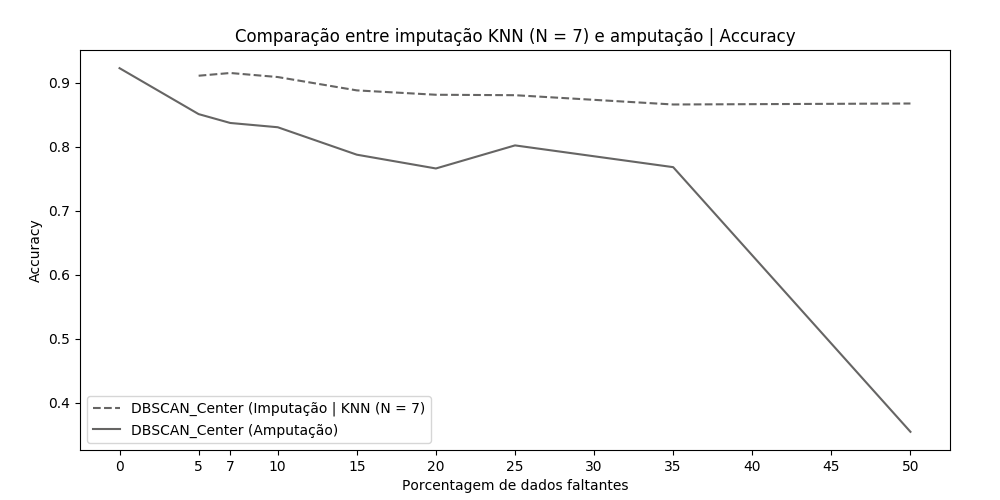 Comparação entre imputação KNN (N = 7) e amputação | Accuracy
Accuracy
0.9
0.8
0.7
0.6
0.5
0.4
DBSCAN_Center (Imputação | KNN (N = 7)
DBSCAN_Center (Amputação)
0 5 7 10 15 20 25 30 35 40 45 50
Porcentagem de dados faltantes